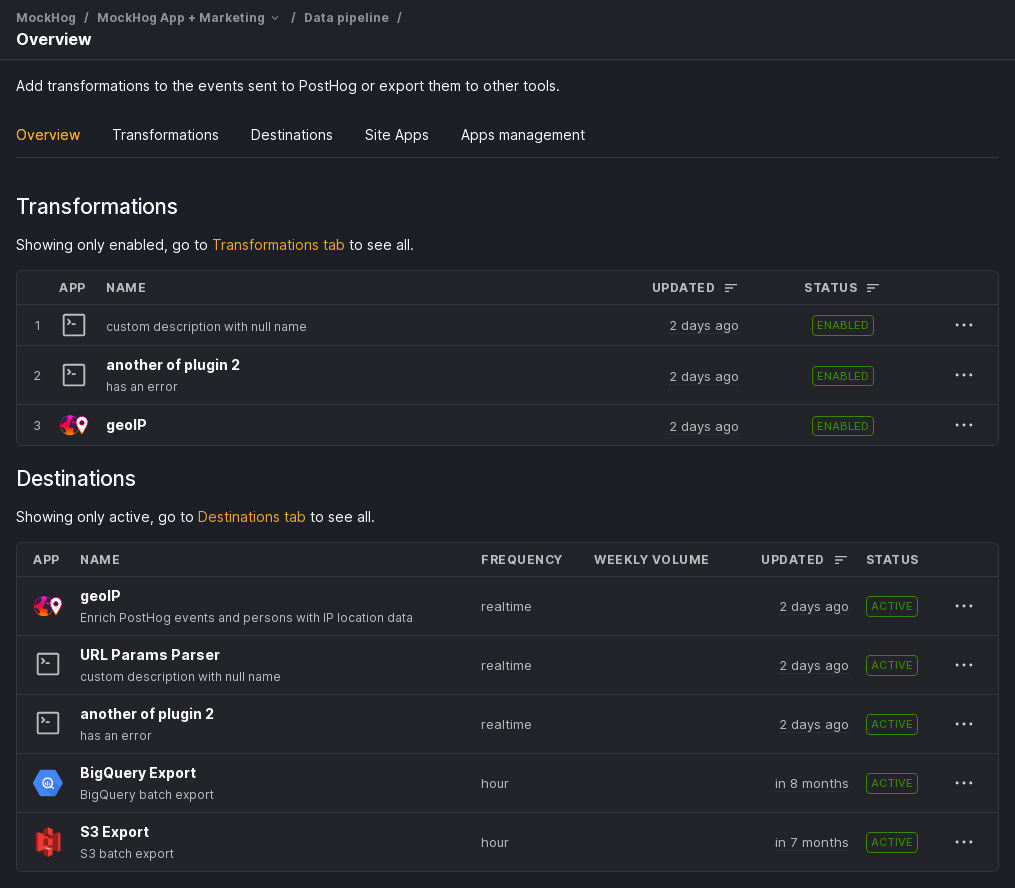 MockHog / MockHog App + Marketing / Data pipeline /
Overview
Add transformations to the events sent to PostHog or export them to other tools.
Overview Transformations Destinations Site Apps Apps management
Transformations
Showing only enabled, go to Transformations tab to see all.
APP NAME UPDATED STATUS
1 custom description with null name 2 days ago ENABLED
2 another of plugin 2 2 days ago ENABLED
has an error
3 geoIP 2 days ago ENABLED
Destinations
Showing only active, go to Destinations tab to see all.
APP NAME FREQUENCY WEEKLY VOLUME UPDATED STATUS
geoIP realtime 2 days ago ACTIVE
Enrich PostHog events and persons with IP location data
URL Params Parser realtime 2 days ago ACTIVE
custom description with null name
another of plugin 2 realtime 2 days ago ACTIVE
has an error
BigQuery Export hour in 8 months ACTIVE
BigQuery batch export
S3 Export hour in 7 months ACTIVE
S3 batch export